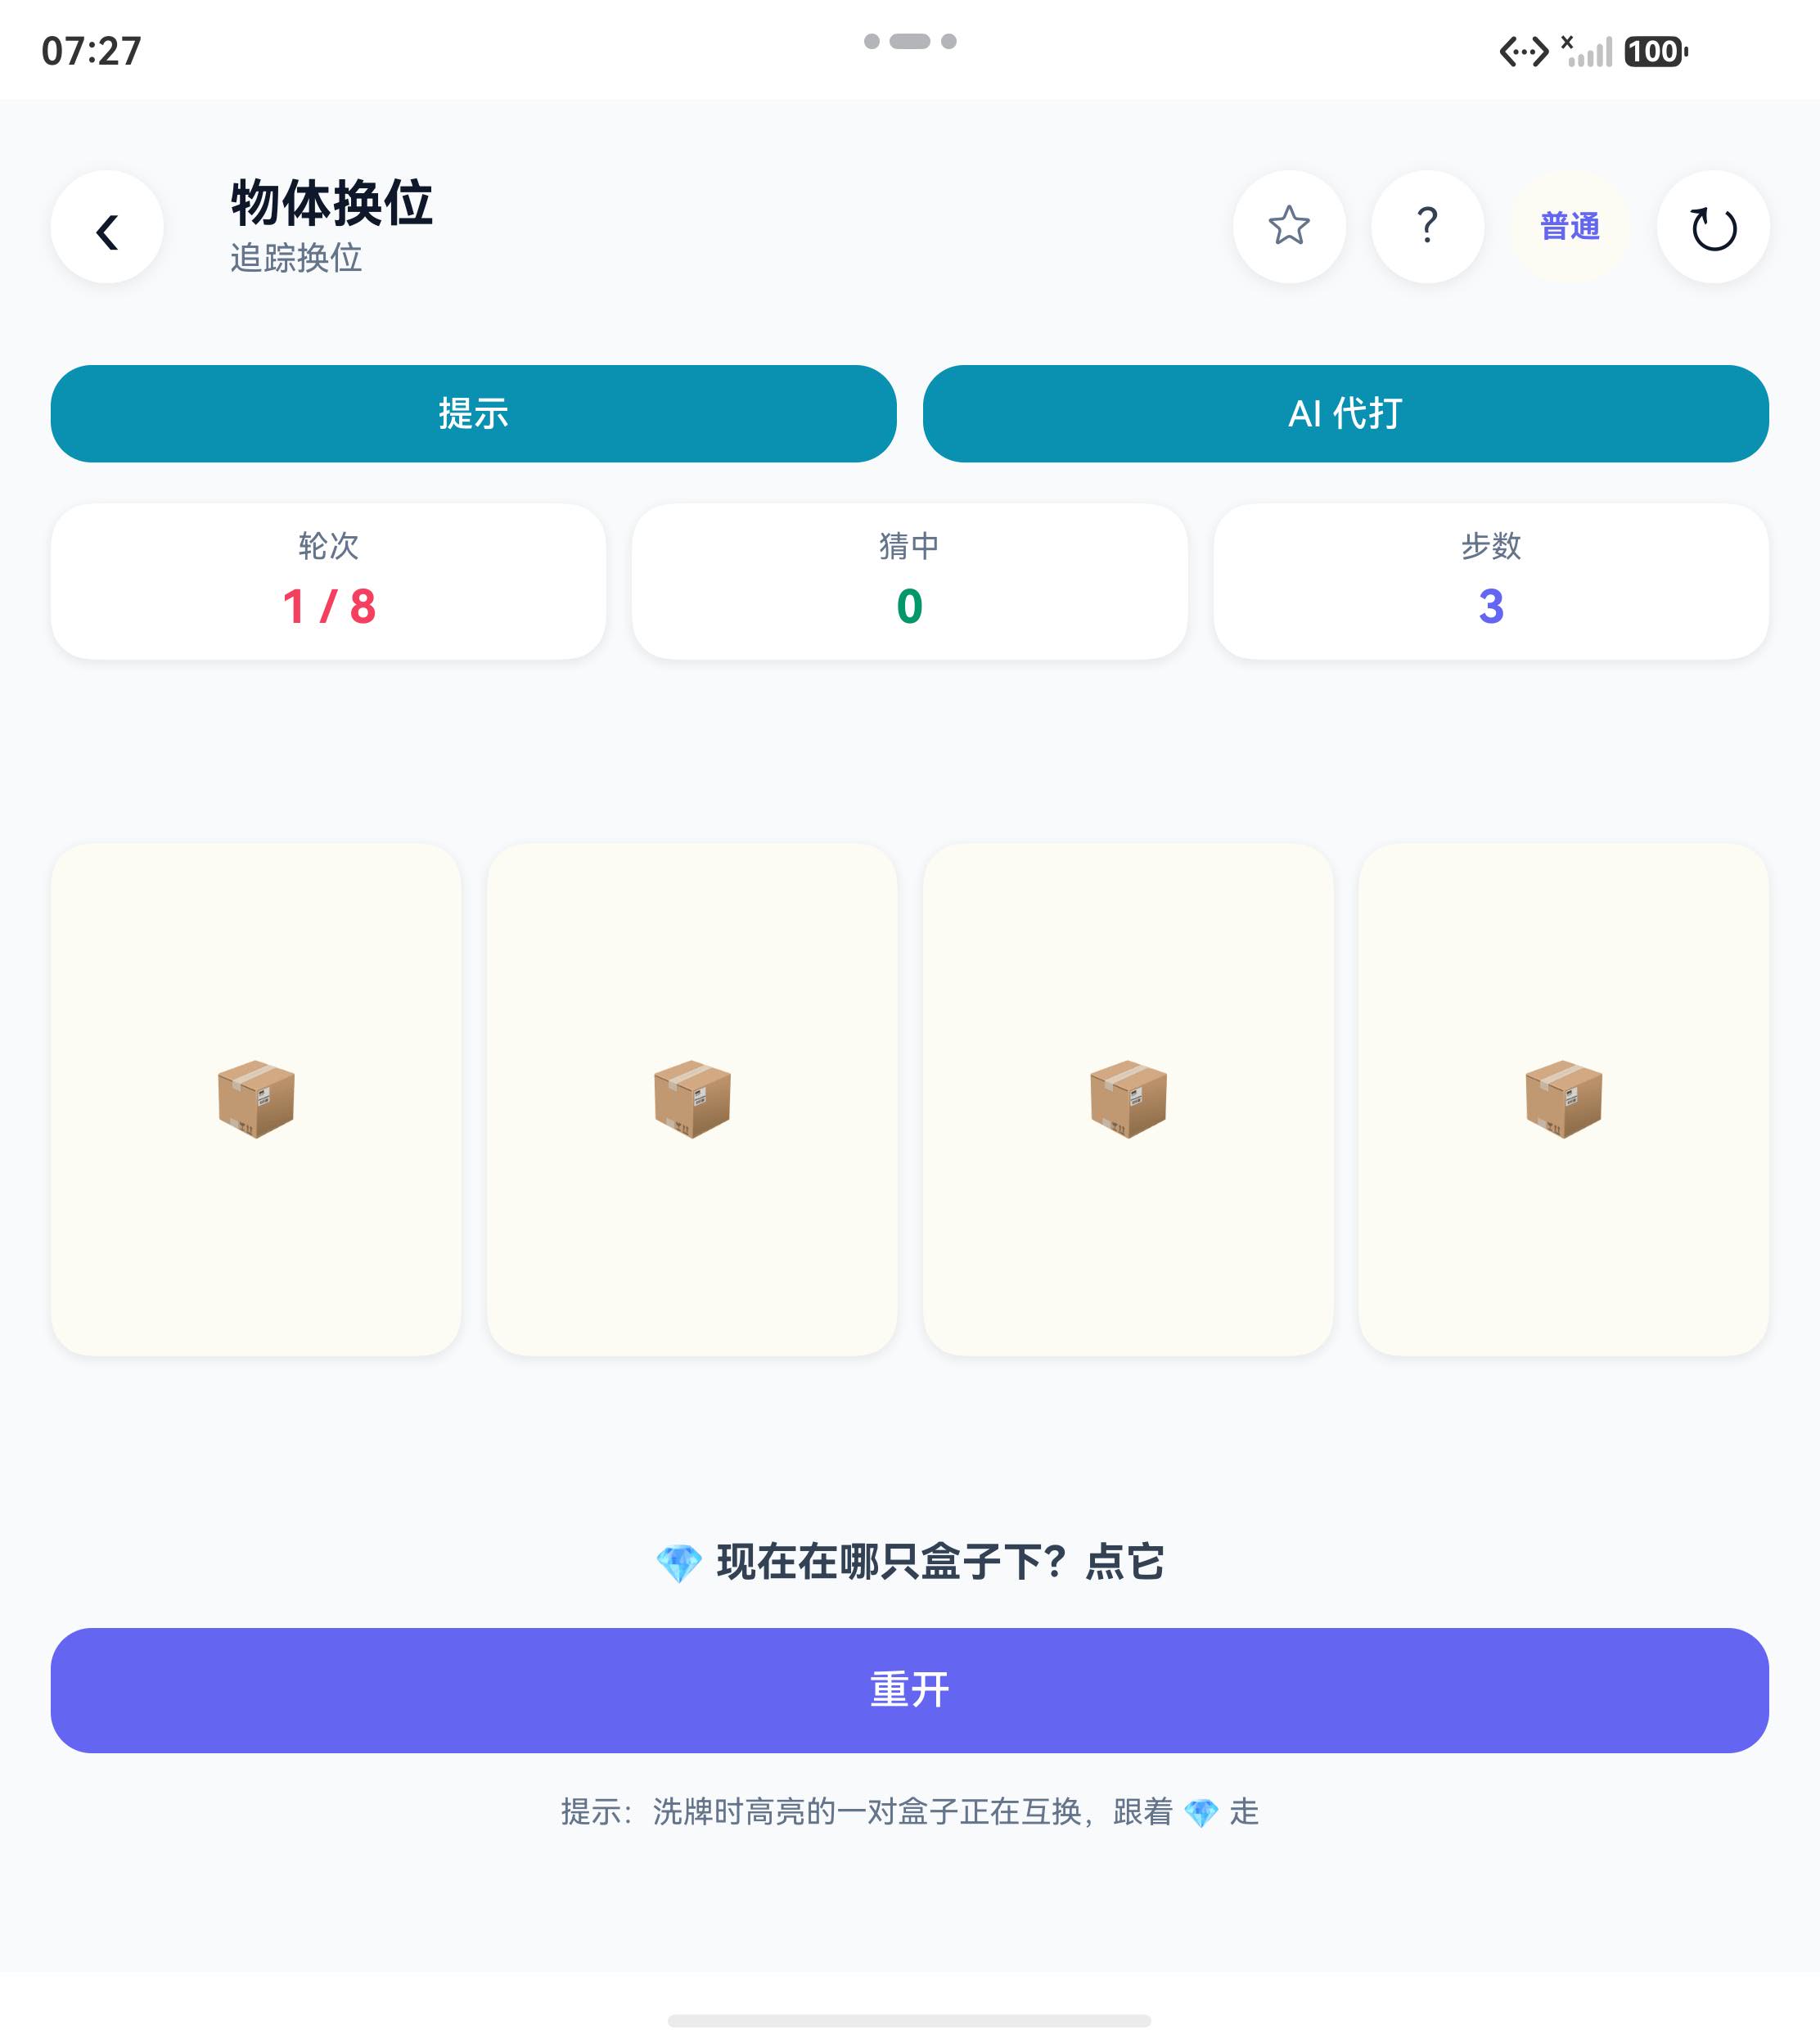 07:27
100
物体换位
追踪换位
?
普通
提示
AI 代打
轮次
1 / 8
猜中
0
步数
3
💎 现在在哪只盒子下？点它
重开
提示：洗牌时高亮的一对盒子正在互换，跟着 💎 走